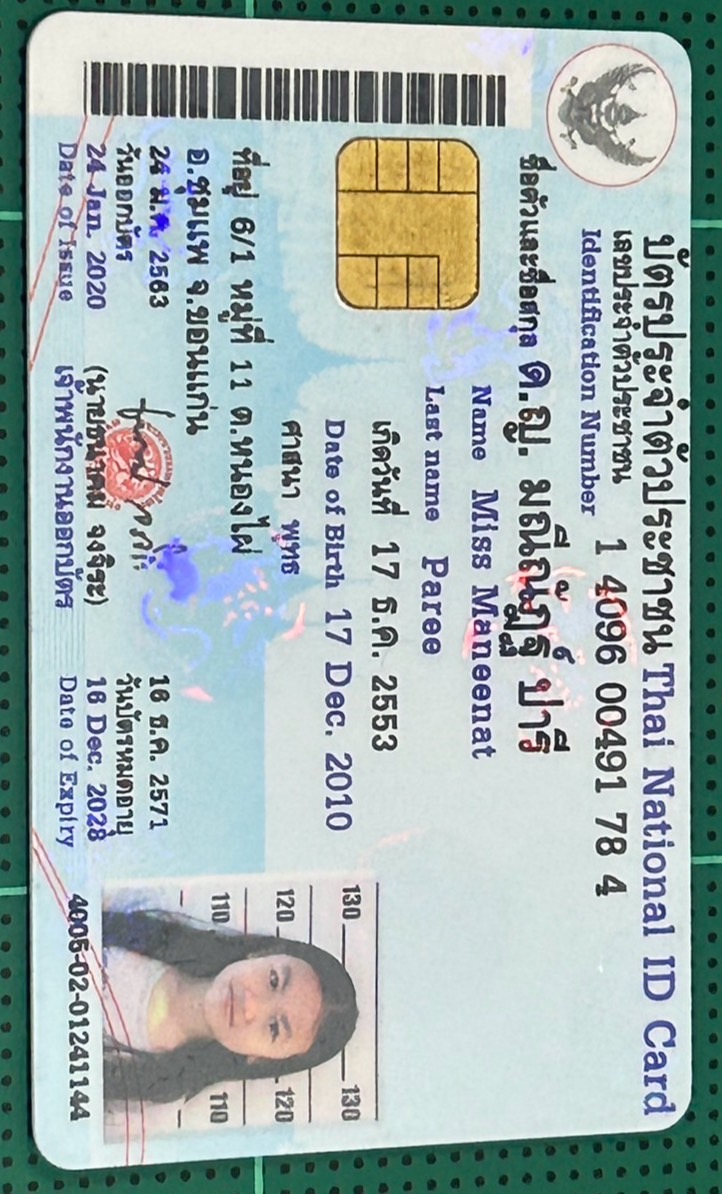 บัตรประจำตัวประชาชน Thai National ID Card
เลขประจำตัวประชาชน
Identification Number
1 4096 00491 78 4
ชื่อตัวและชื่อสกุล ด.ญ. มณีณัฏฐ์ ปารี
Name Miss Maneenat
Last name Paree
เกิดวันที่ 17 ธ.ค. 2553
Date of Birth 17 Dec. 2010
ศาสนา พุทธ
ที่อยู่ 6/1 หมู่ที่ 11 ต.หนองไผ่
อ.ชุมแพ จ.ขอนแก่น
24 ม.ค. 2563
วันออกบัตร
24 Jan. 2020
Date of Issue
จงจิระ)
เจ้าพนักงานออกบัตร
16 ธ.ค. 2571
วันบัตรหมดอายุ
16 Dec. 2028
Date of Expiry
130 130
120 120
110 110
4005-02-01241144